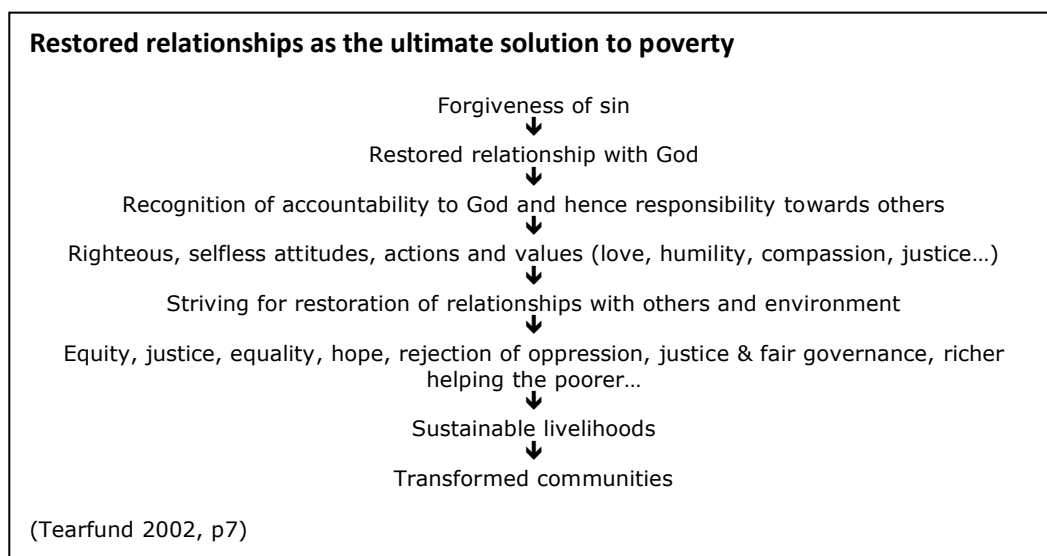 Restored relationships as the ultimate solution to poverty
Forgiveness of sin
Restored relationship with God
Recognition of accountability to God and hence responsibility towards others
Righteous, selfless attitudes, actions and values (love, humility, compassion, justice…)
Striving for restoration of relationships with others and environment
Equity, justice, equality, hope, rejection of oppression, justice & fair governance, richer
helping the poorer…
Sustainable livelihoods
Transformed communities
(Tearfund 2002, p7)